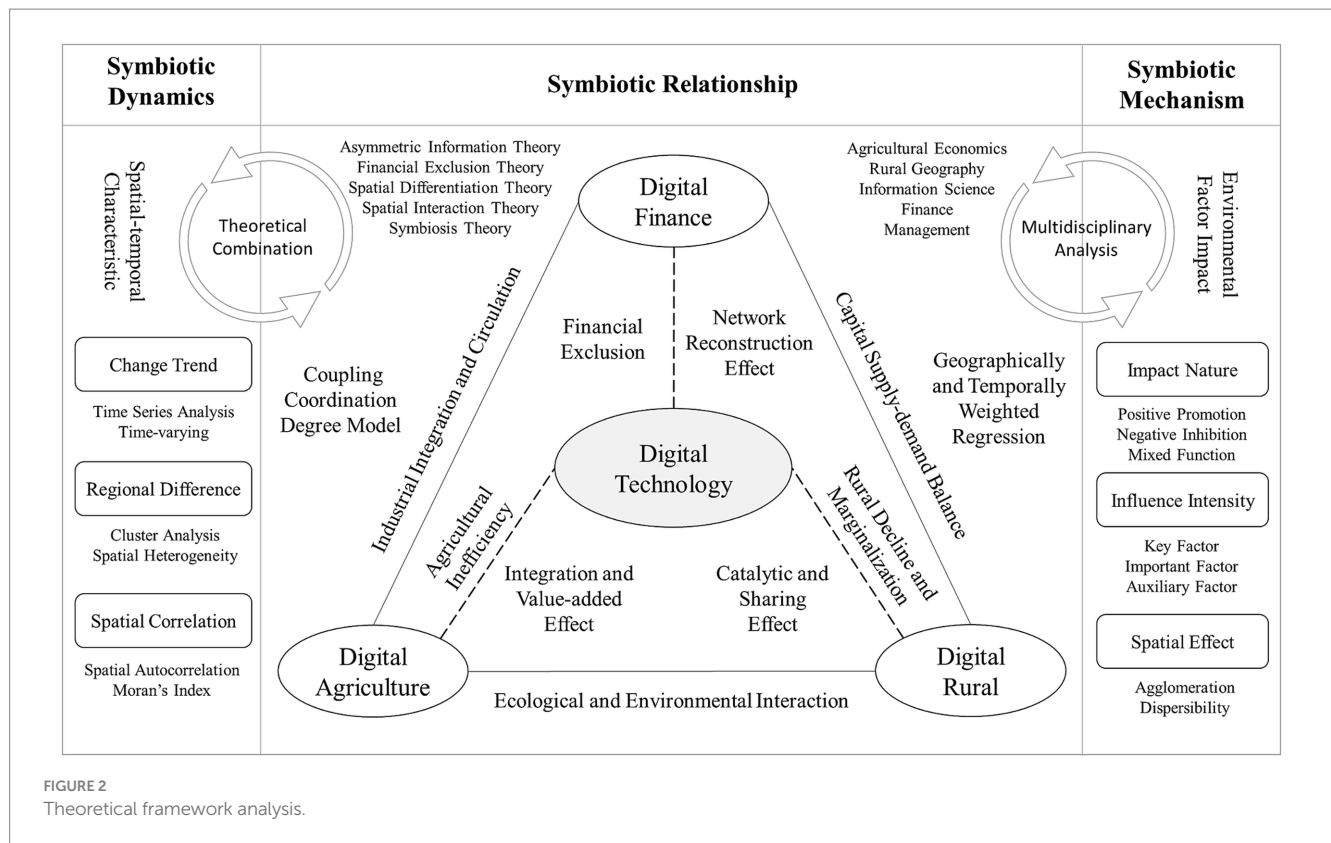 Symbiotic
Dynamics
Symbiotic Relationship
Symbiotic
Mechanism
Spatial-temporal
Characteristic
Theoretical
Combination
Asymmetric Information Theory
Financial Exclusion Theory
Spatial Differentiation Theory
Spatial Interaction Theory
Symbiosis Theory
Digital
Finance
Agricultural Economics
Rural Geography
Information Science
Finance
Management
Multidisciplinary
Analysis
Environmental
Factor Impact
Change Trend
Time Series Analysis
Time-varying
Regional Difference
Cluster Analysis
Spatial Heterogeneity
Spatial Correlation
Spatial Autocorrelation
Moran's Index
Coupling
Coordination
Degree Model
Industrial Integration and Circulation
Financial
Exclusion
Network
Reconstruction
Effect
Capital Supply-demand Balance
Geographically
and Temporally
Weighted
Regression
Digital
Technology
Agricultural
Inefficiency
Integration and
Value-added
Effect
Catalytic and
Sharing
Effect
Rural Decline and
Marginalization
Digital
Agriculture
Ecological and Environmental Interaction
Digital
Rural
Impact Nature
Positive Promotion
Negative Inhibition
Mixed Function
Influence Intensity
Key Factor
Important Factor
Auxiliary Factor
Spatial Effect
Agglomeration
Dispersibility
FIGURE 2
Theoretical framework analysis.